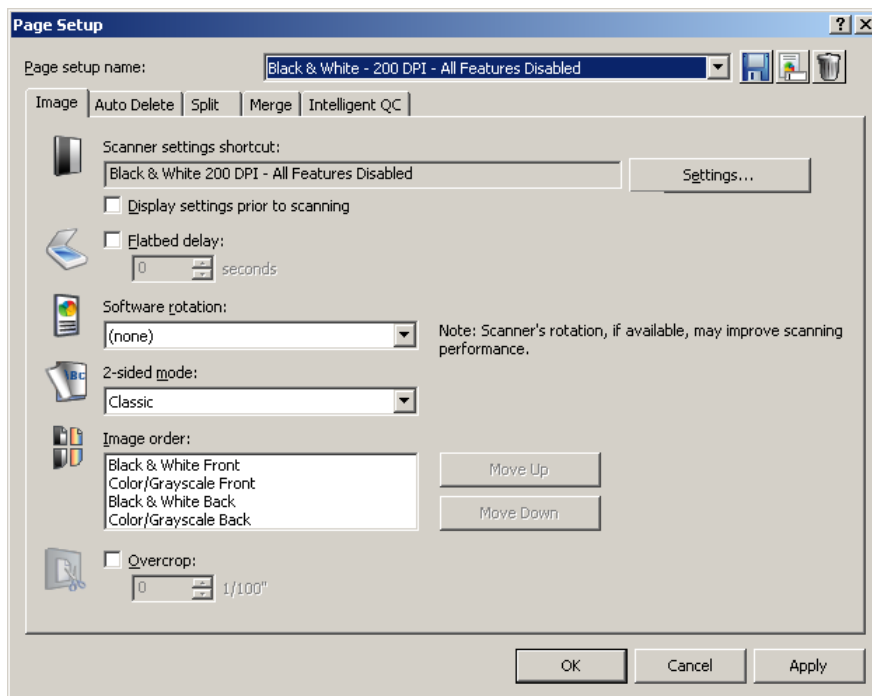 Page Setup
Page setup name:
Black & White - 200 DPI - All Features Disabled
Image
Auto Delete
Split
Merge
Intelligent QC
Scanner settings shortcut:
Black & White 200 DPI - All Features Disabled
Settings...
Display settings prior to scanning
Flatbed delay:
0
seconds
Software rotation:
(none)
Note: Scanner's rotation, if available, may improve scanning
performance.
ABC
2-sided mode:
Classic
Image order:
Black & White Front
Color/Grayscale Front
Black & White Back
Color/Grayscale Back
Move Up
Move Down
Overcrop:
0
1/100"
OK
Cancel
Apply